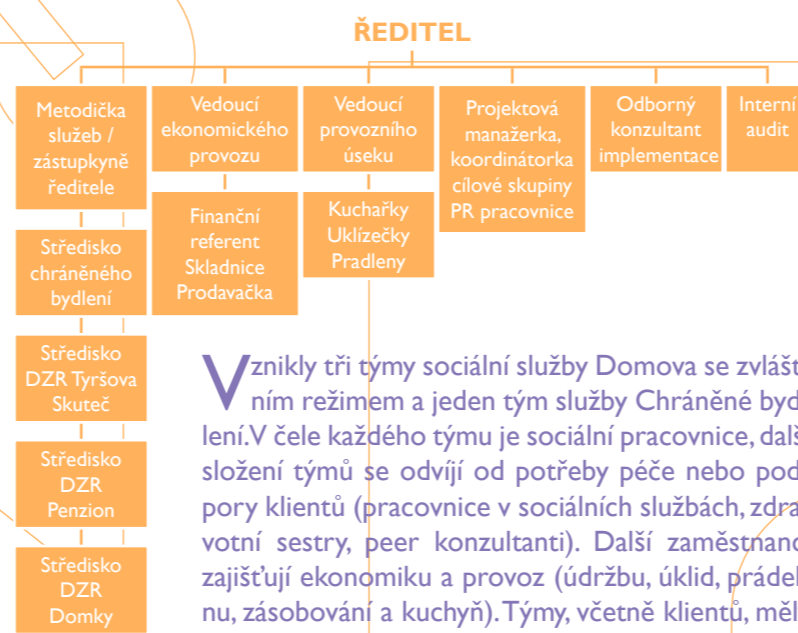 ŘEDITEL
Metodička
služeb /
zástupkyně
ředitele
Vedoucí
ekonomického
provozu
Vedoucí
provozního
úseku
Projektová
manažerka,
koordinátorka
cílové skupiny
PR pracovnice
Odborný
konzultant
implementace
Interní
audit
Finanční
referent
Skladnice
Prodavačka
Kuchařky
Uklízečky
Pradleny
Středisko
chráněného
bydlení
Středisko
DZR Tyršova
Skuteč
Středisko
DZR
Penzion
Středisko
DZR
Domky
Vznikly tři týmy sociální služby Domova se zvlášt
ním režimem a jeden tým služby Chráněné byd
lení. V čele každého týmu je sociální pracovnice, dalš
složení týmů se odvíjí od potřeby péče nebo pod
pory klientů (pracovnice v sociálních službách, zdra
votní sestry, peer konzultanti). Další zaměstnanc
zajišťují ekonomiku a provoz (údržbu, úklid, prádel
nu, zásobování a kuchyň). Týmy, včetně klientů, měl